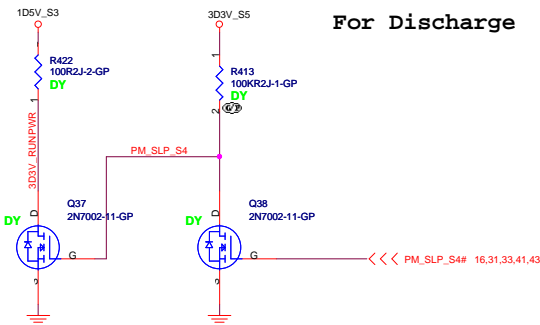 1D5V_S3
3D3V_S5
For Discharge
R422
100R2J-2-GP
DY
1
R413
100KR2J-1-GP
DY
1
2
G/P
3D3V_RUNPWR
PM_SLP_S4
Q37
2N7002-11-GP
DY
D
G
Q38
2N7002-11-GP
DY
D
G
PM_SLP_S4# 16,31,33,41,43